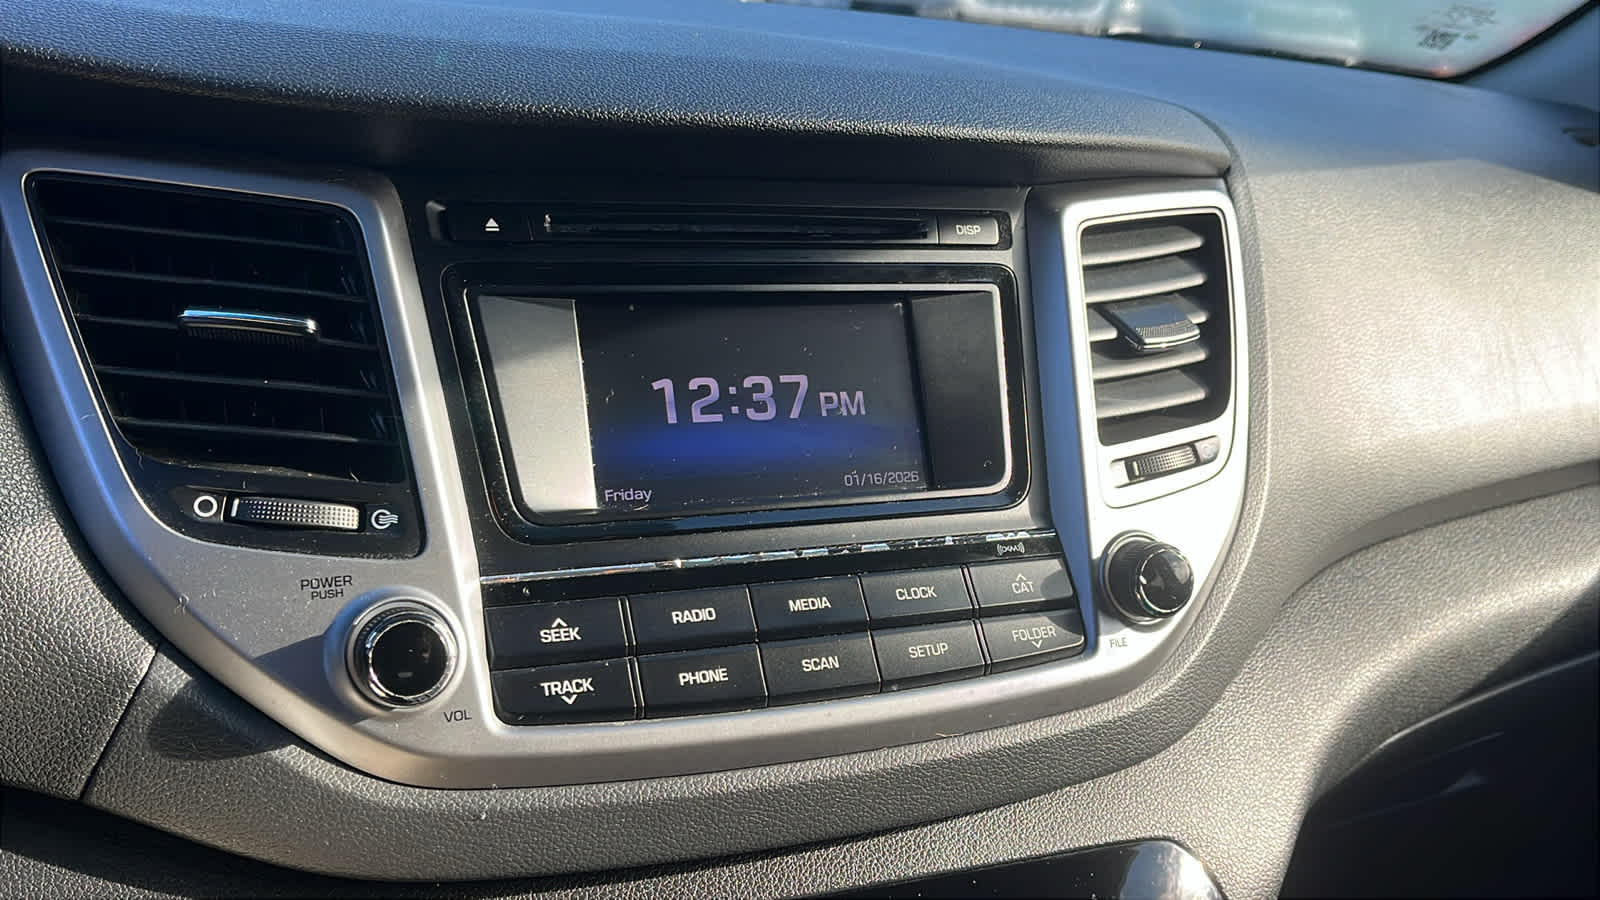 DISP
12:37 PM
Friday
01/16/2026
((XM))
POWER
PUSH
VOL
SEEK
RADIO
MEDIA
CLOCK
CAT
TRACK
PHONE
SCAN
SETUP
FOLDER
FILE